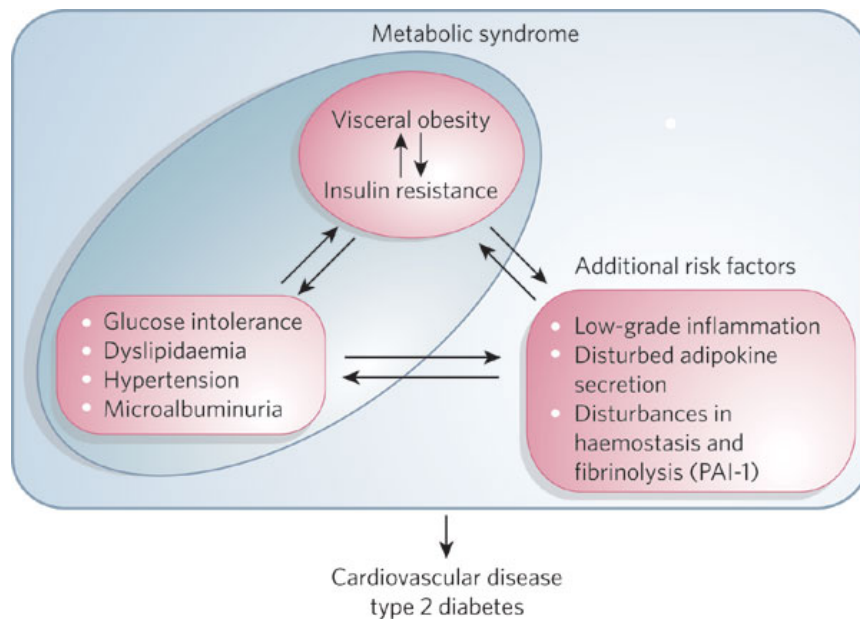 Metabolic syndrome
Visceral obesity
Insulin resistance
Additional risk factors
• Glucose intolerance
• Dyslipidaemia
• Hypertension
• Microalbuminuria
• Low-grade inflammation
• Disturbed adipokine
secretion
• Disturbances in
haemostasis and
fibrinolysis (PAI-1)
Cardiovascular disease
type 2 diabetes